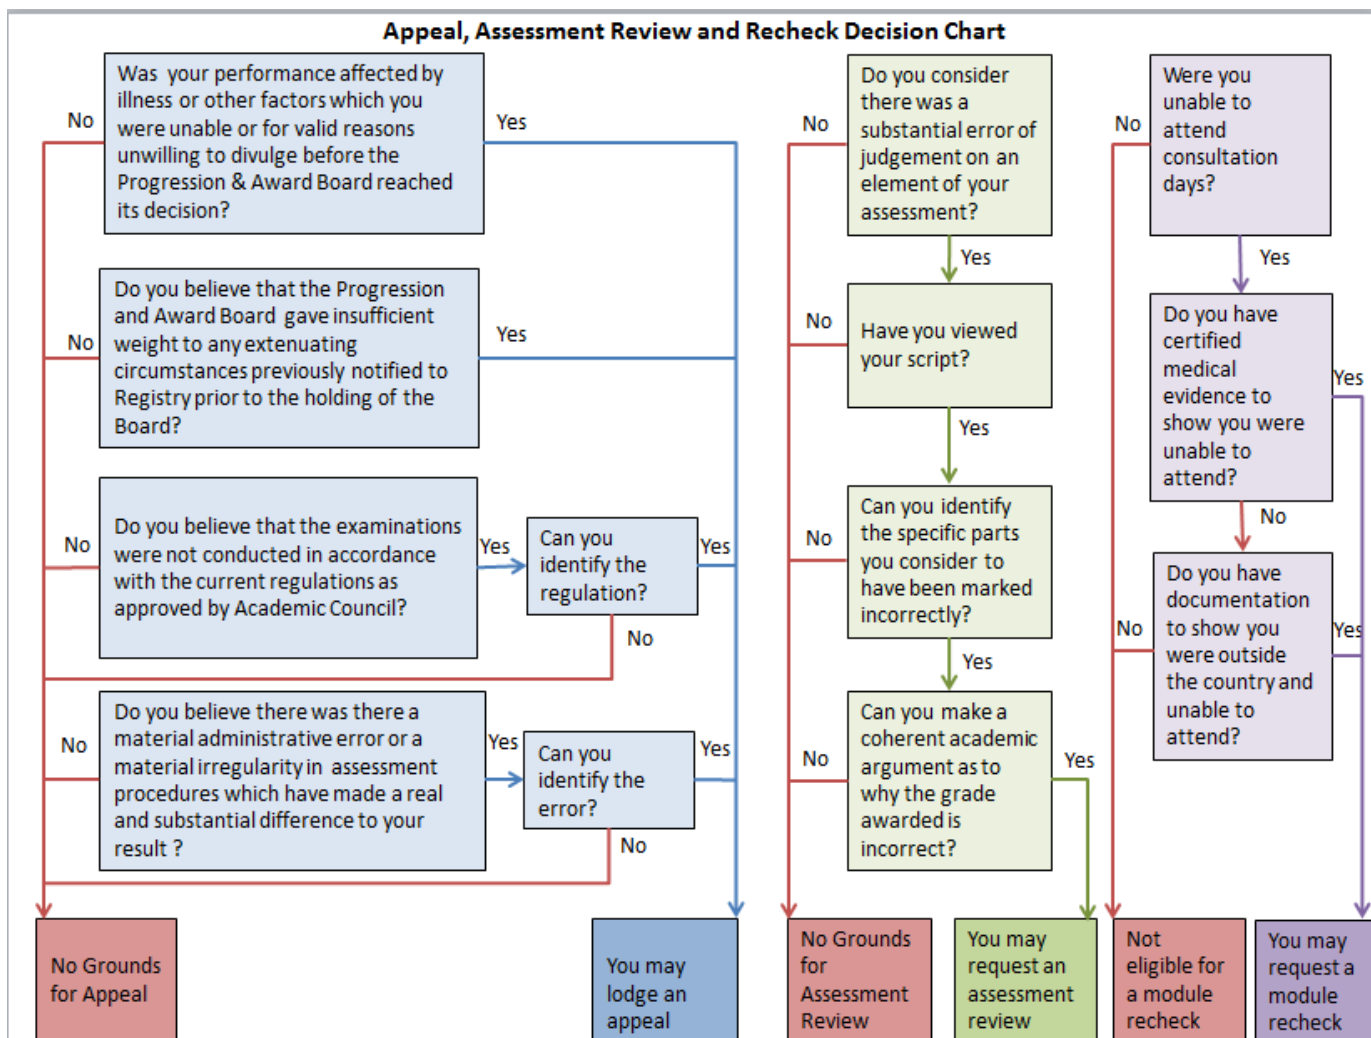 Appeal, Assessment Review and Recheck Decision Chart
Was your performance affected by
illness or other factors which you
were unable or for valid reasons
unwilling to divulge before the
Progression & Award Board reached
its decision?
No
Yes
Do you believe that the Progression
and Award Board gave insufficient
weight to any extenuating
circumstances previously notified to
Registry prior to the holding of the
Board?
No
Yes
Do you believe that the examinations
were not conducted in accordance
with the current regulations as
approved by Academic Council?
No
Yes
Can you
identify the
regulation?
Yes
No
Do you believe there was there a
material administrative error or a
material irregularity in assessment
procedures which have made a real
and substantial difference to your
result ?
No
Yes
Can you
identify the
error?
Yes
No
No Grounds
for Appeal
You may
lodge an
appeal
Do you consider
there was a
substantial error of
judgement on an
element of your
assessment?
No
Yes
Have you viewed
your script?
No
Yes
Can you identify
the specific parts
you consider to
have been marked
incorrectly?
No
Yes
Can you make a
coherent academic
argument as to
why the grade
awarded is
incorrect?
No
Yes
No Grounds
for
Assessment
Review
You may
request an
assessment
review
Were you
unable to
attend
consultation
days?
No
Yes
Do you have
certified
medical
evidence to
show you were
unable to
attend?
Yes
No
Do you have
documentation
to show you
were outside
the country and
unable to
attend?
No
Yes
Not
eligible for
a module
recheck
You may
request a
module
recheck